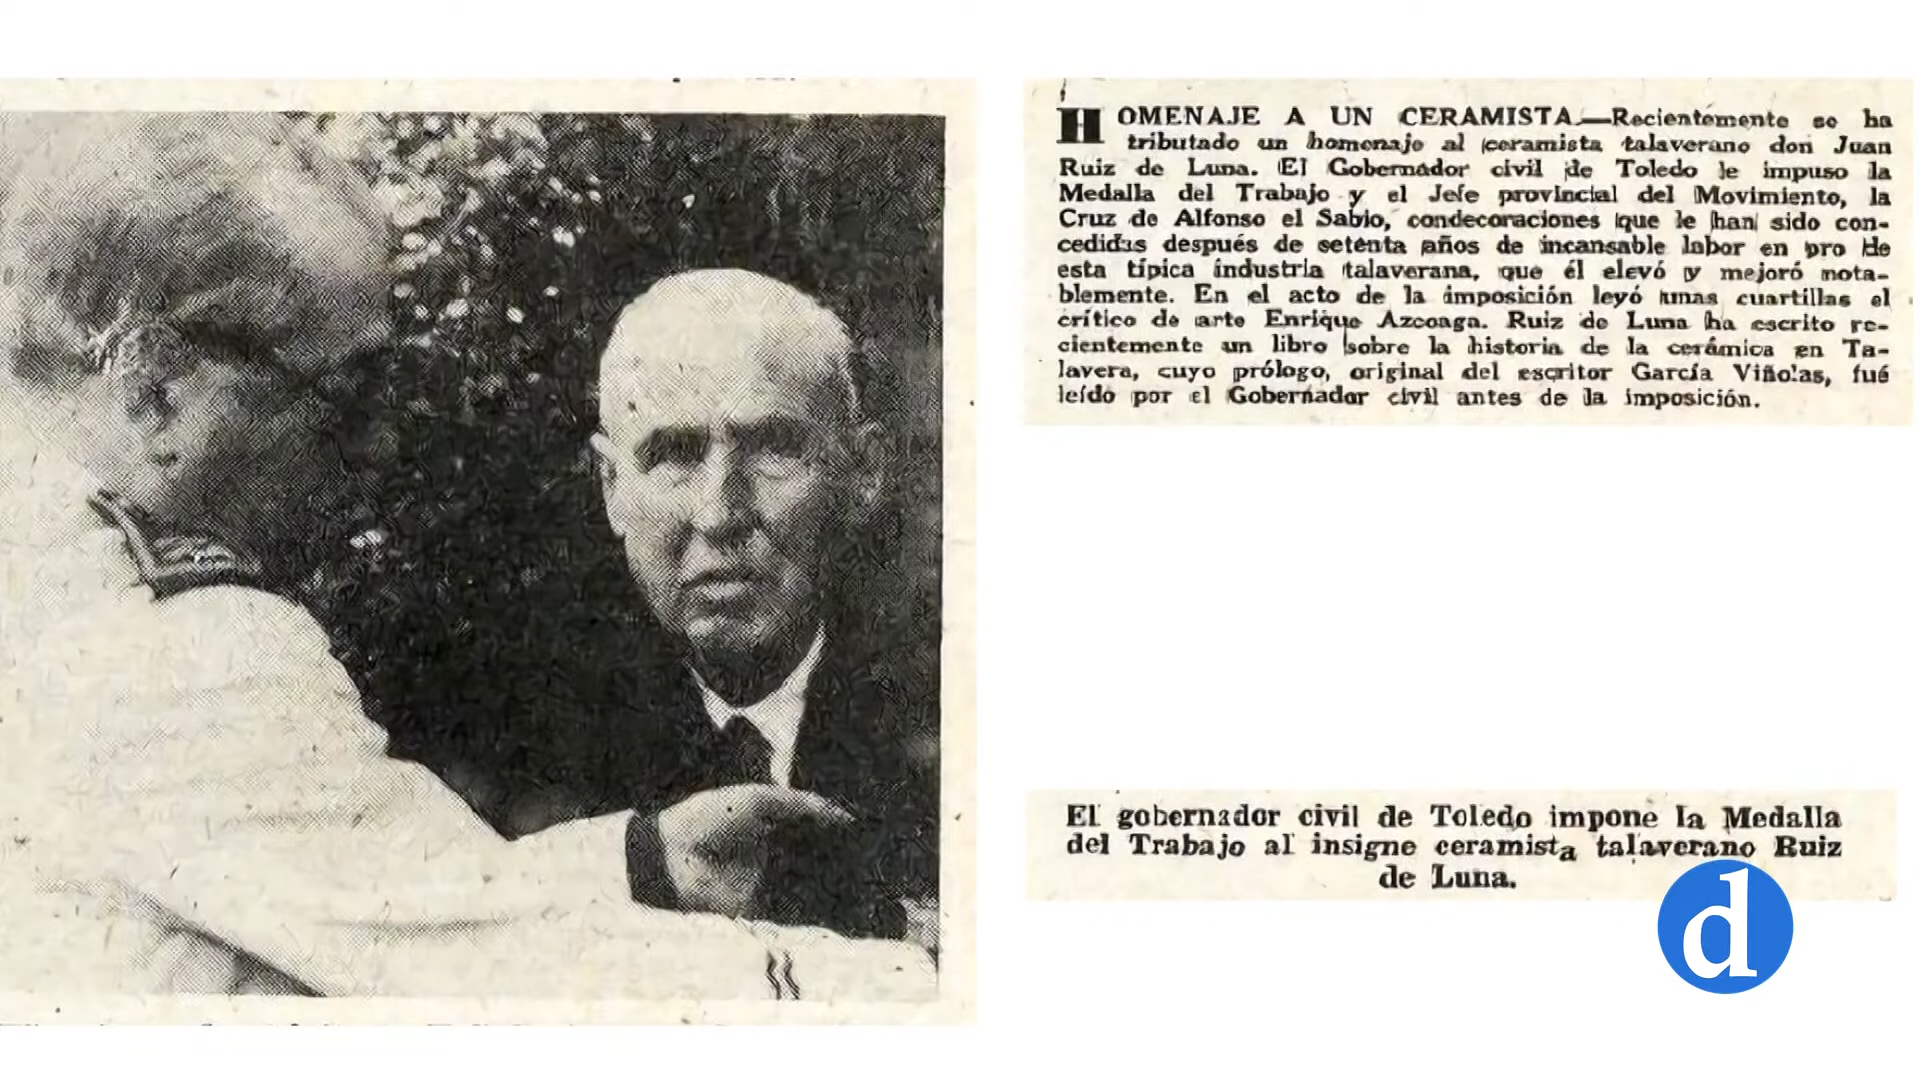 HOMENAJE A UN CERAMISTA.—Recientemente se ha
tributado un homenaje al ceramista talaverano don Juan
Ruiz de Luna. El Gobernador civil de Toledo le impuso la
Medalla del Trabajo y el Jefe provincial del Movimiento, la
Cruz de Alfonso el Sabio, condecoraciones que le han sido con-
cedidas después de setenta años de incansable labor en pro de
esta típica industria talaverana, que él elevó y mejoró nota-
blemente. En el acto de la imposición leyó unas cuartillas el
crítico de arte Enrique Azcoaga. Ruiz de Luna ha escrito re-
cientemente un libro sobre la historia de la cerámica en Ta-
lavera, cuyo prólogo, original del escritor García Viñolas, fué
leído por el Gobernador civil antes de la imposición.
El gobernador civil de Toledo impone la Medalla
del Trabajo al insigne ceramista talaverano Ruiz
de Luna.
d